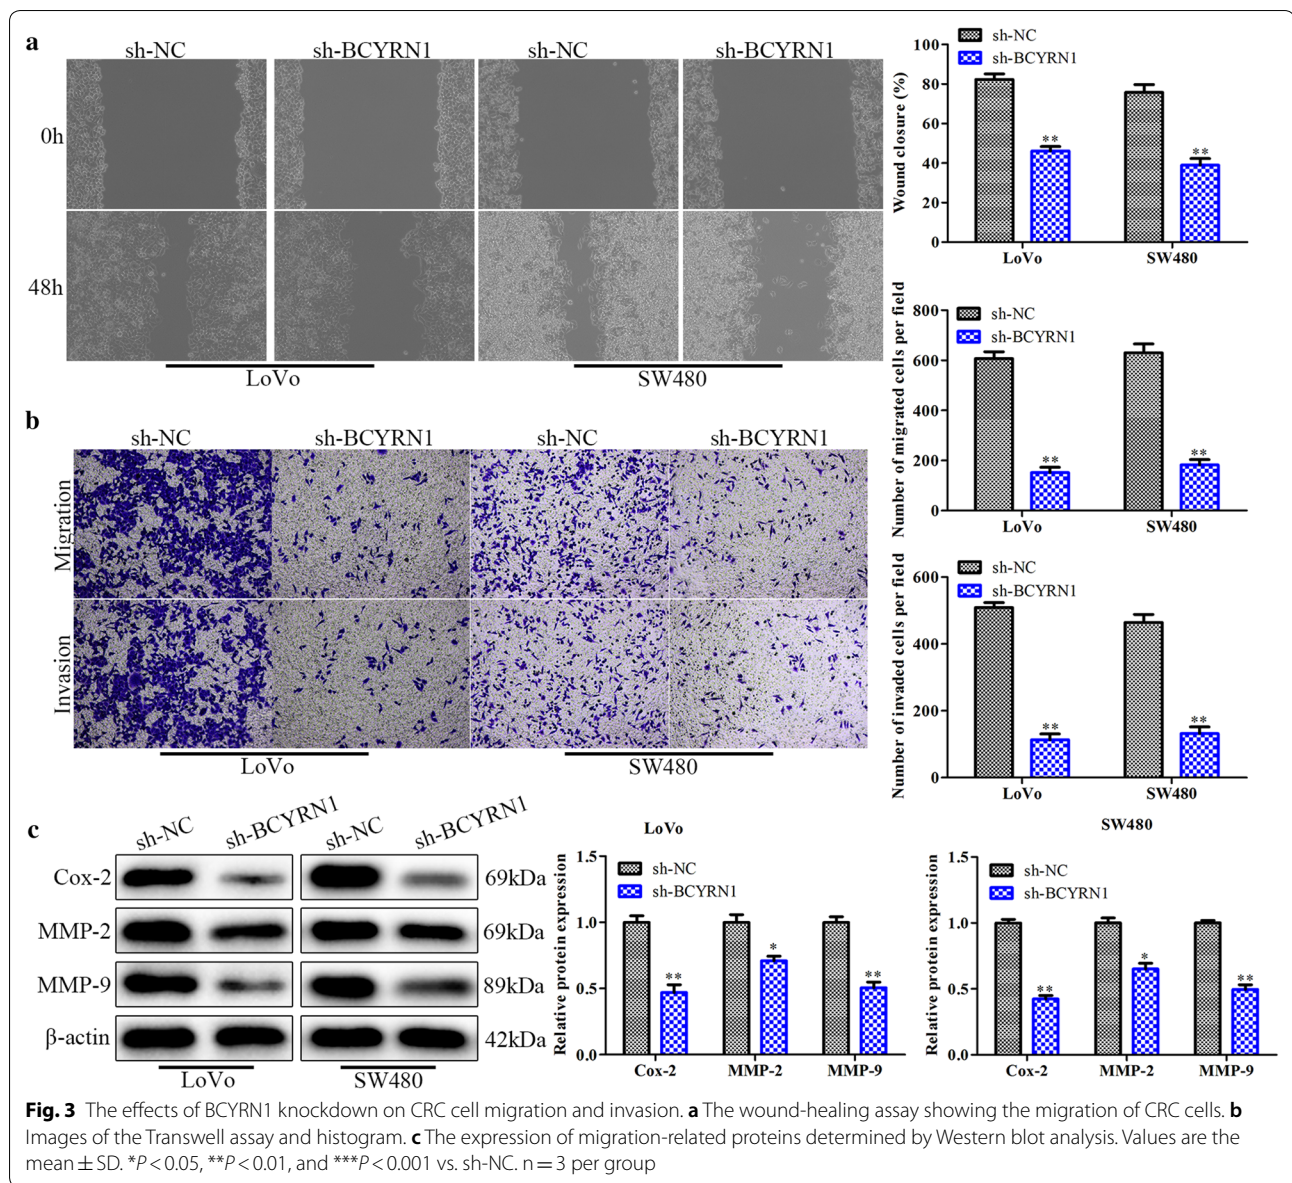 a
sh-NC
sh-BCYRN1
sh-NC
sh-BCYRN1
0h
48h
LoVo
SW480
sh-NC
sh-BCYRN1
Wound closure (%)
100
80
60
40
20
0
**
**
LoVo
SW480
b
sh-NC
sh-BCYRN1
sh-NC
sh-BCYRN1
Migration
Invasion
LoVo
SW480
sh-NC
sh-BCYRN1
Number of migrated cells per field
800
600
400
200
0
**
**
LoVo
SW480
sh-NC
sh-BCYRN1
Number of invaded cells per field
600
400
200
0
**
**
LoVo
SW480
c
sh-NC
sh-BCYRN1
sh-NC
sh-BCYRN1
Cox-2
69kDa
MMP-2
69kDa
MMP-9
89kDa
β-actin
42kDa
LoVo
SW480
LoVo
sh-NC
sh-BCYRN1
Relative protein expression
1.5
1.0
0.5
0.0
**
*
**
Cox-2
MMP-2
MMP-9
SW480
sh-NC
sh-BCYRN1
Relative protein expression
1.5
1.0
0.5
0.0
**
*
**
Cox-2
MMP-2
MMP-9
Fig. 3 The effects of BCYRN1 knockdown on CRC cell migration and invasion. a The wound-healing assay showing the migration of CRC cells. b
Images of the Transwell assay and histogram. c The expression of migration-related proteins determined by Western blot analysis. Values are the
mean ± SD. *P < 0.05, **P < 0.01, and ***P < 0.001 vs. sh-NC. n = 3 per group